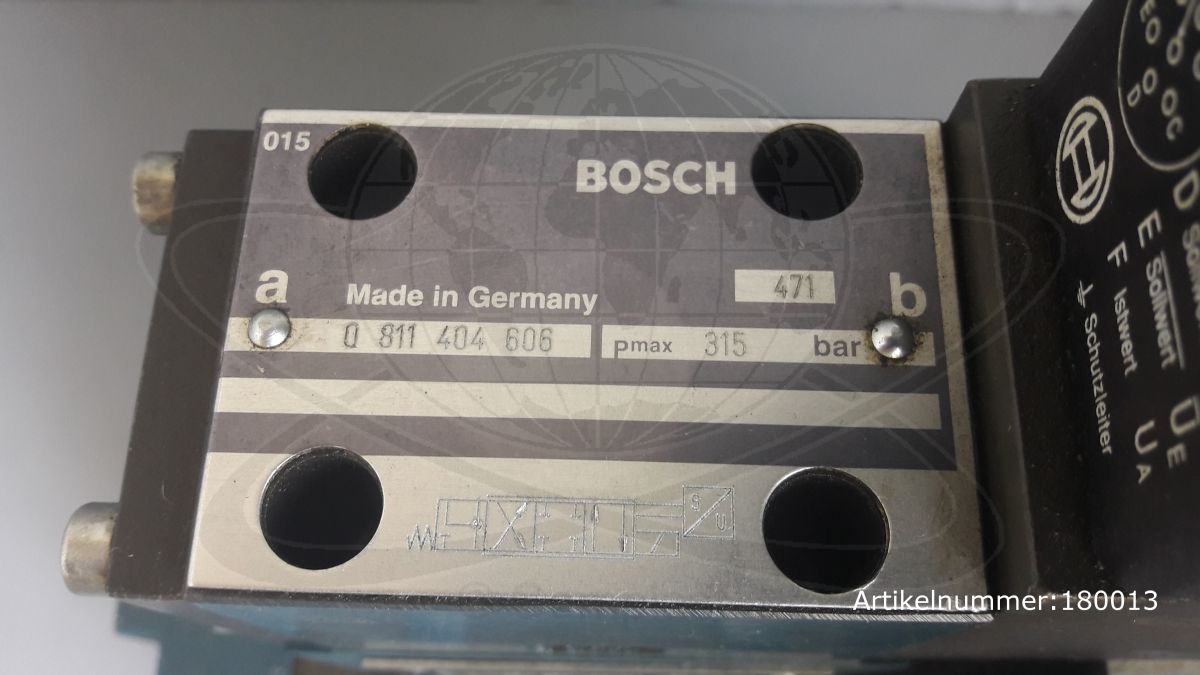 015
BOSCH
471
a
b
Made in Germany
0 811 404 606
pmax 315 bar
S
U
E
O
O
O
O
C
D
D
E Sollwert
F Istwert
Schutzleiter
UE
UA
Artikelnummer:180013